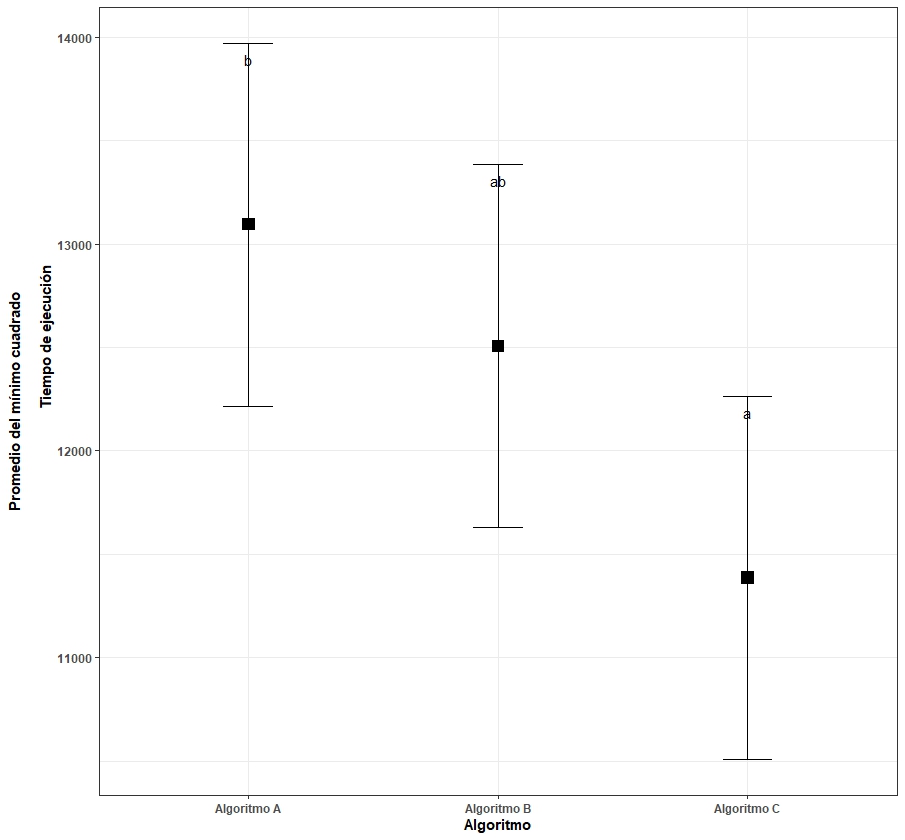 Promedio del mínimo cuadrado
Tiempo de ejecución
14000
13000
12000
11000
b
ab
a
Algoritmo A
Algoritmo B
Algoritmo C
Algoritmo